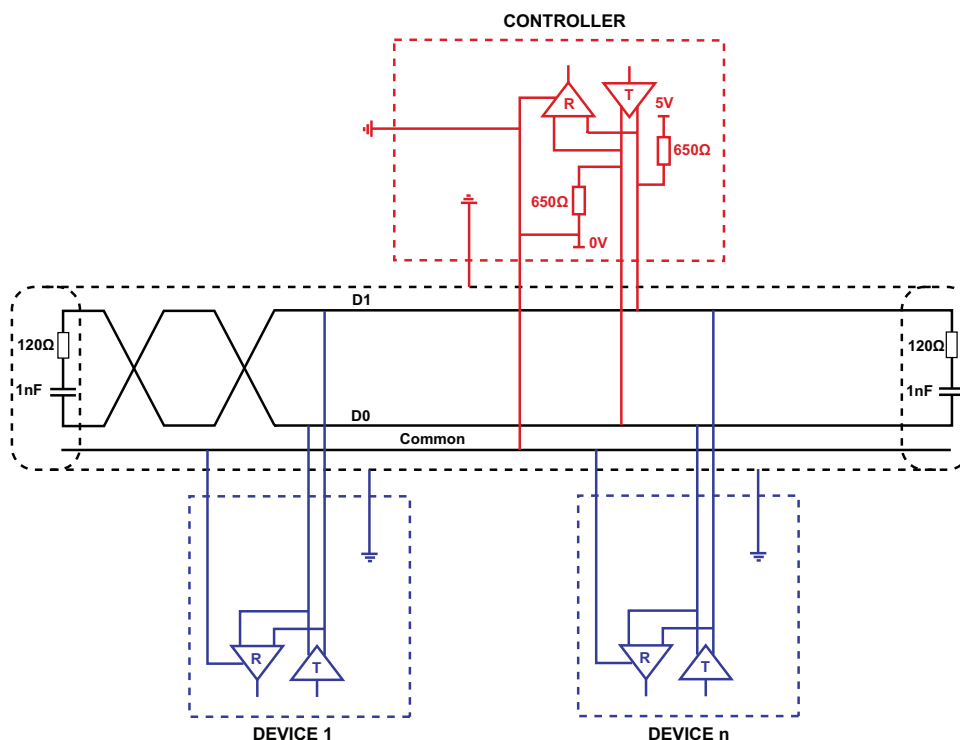 CONTROLLER
R
T
5V
650Ω
650Ω
0V
D1
120Ω
120Ω
1nF
1nF
D0
Common
R
T
R
T
DEVICE 1
DEVICE n